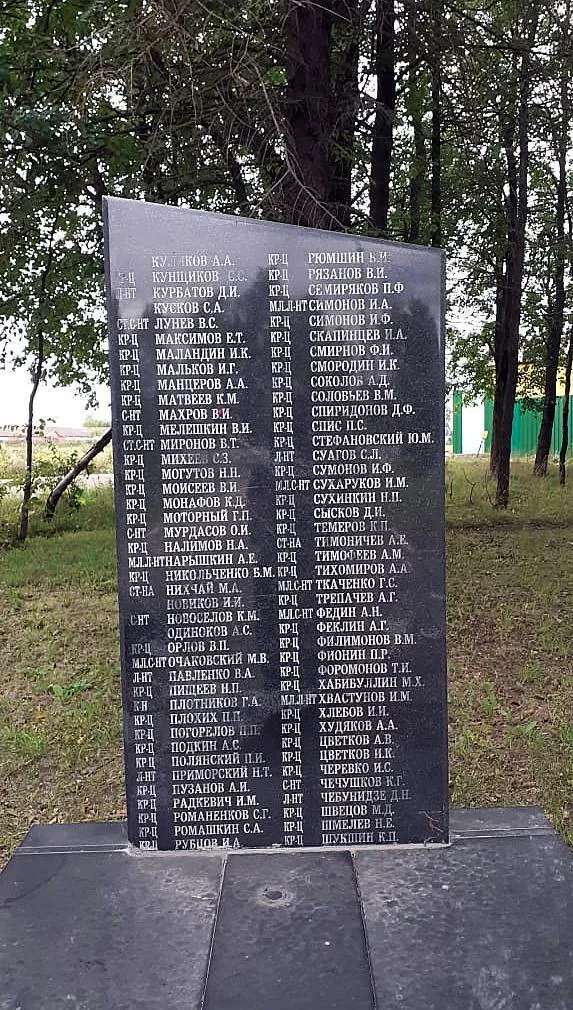 КУЛИКОВ А.А.
КР-Ц КУНЩИКОВ С.С.
Л-НТ КУРБАТОВ Д.И.
КУСКОВ С.А.
СТ.С-НТ ЛУНЕВ В.С.
КР-Ц МАКСИМОВ Е.Т.
КР-Ц МАЛАНДИН И.К.
КР-Ц МАЛЬКОВ И.Г.
КР-Ц МАНЦЕРОВ А.А.
КР-Ц МАТВЕЕВ К.М.
С-НТ МАХРОВ В.И.
КР-Ц МЕЛЕШКИН В.И.
СТ.С-НТ МИРОНОВ В.Т.
КР-Ц МИХЕЕВ С.З.
КР-Ц МОГУТОВ Н.Н.
КР-Ц МОИСЕЕВ В.И.
КР-Ц МОНАФОВ К.Д.
КР-Ц МОТОРНЫЙ Г.П.
С-НТ МУРДАСОВ О.И.
КР-Ц НАЛИМОВ Н.А.
МЛ.Л-НТ НАРЫШКИН А.Е.
КР-Ц НИКОЛЬЧЕНКО Б.М.
СТ-НА НИХЧАЙ М.А.
НОВИКОВ И.И.
С-НТ НОВОСЕЛОВ К.М.
ОДИНОКОВ А.С.
КР-Ц ОРЛОВ В.П.
МЛ.С-НТ ОЧАКОВСКИЙ М.В.
Л-НТ ПАВЛЕНКО В.А.
КР-Ц ПИЩЕЕВ Н.П.
К-Н ПЛОТНИКОВ Г.А.
КР-Ц ПЛОХИХ П.П.
КР-Ц ПОГОРЕЛОВ П.П.
КР-Ц ПОДКИН А.С.
КР-Ц ПОЛЯНСКИЙ П.И.
Л-НТ ПРИМОРСКИЙ Н.Т.
КР-Ц ПУЗАНОВ А.И.
КР-Ц РАДКЕВИЧ И.М.
КР-Ц РОМАНЕНКОВ С.Г.
КР-Ц РОМАШКИН С.А.
КР-Ц РУБЦОВ И.А.
КР-Ц РЮМШИН В.И.
КР-Ц РЯЗАНОВ В.И.
КР-Ц СЕМИРЯКОВ П.Ф
МЛ.Л-НТ СИМОНОВ И.А.
КР-Ц СИМОНОВ И.Ф.
КР-Ц СКАПИНЦЕВ И.А.
КР-Ц СМИРНОВ Ф.И.
КР-Ц СМОРОДИН И.К.
КР-Ц СОКОЛОВ А.Д.
КР-Ц СОЛОВЬЕВ В.М.
КР-Ц СПИРИДОНОВ Д.Ф.
КР-Ц СПИС П.С.
КР-Ц СТЕФАНОВСКИЙ Ю.М.
Л-НТ СУАГОВ С.Л.
КР-Ц СУМОНОВ И.Ф.
МЛ.С-НТ СУХАРУКОВ И.М.
КР-Ц СУХИНКИН Н.П.
КР-Ц СЫСКОВ Д.И.
КР-Ц ТЕМЕРОВ К.П.
СТ-НА ТИМОНИЧЕВ А.Е.
КР-Ц ТИМОФЕЕВ А.М.
КР-Ц ТИХОМИРОВ А.А.
МЛ.С-НТ ТКАЧЕНКО Г.С.
КР-Ц ТРЕПАЧЕВ А.Г.
МЛ.С-НТ ФЕДИН А.Н.
КР-Ц ФЕКЛИН А.Г.
КР-Ц ФИЛИМОНОВ В.М.
КР-Ц ФИОНИН П.Р.
КР-Ц ФОРОМОНОВ Т.И.
КР-Ц ХАБИБУЛЛИН М.Х.
МЛ.Л-НТ ХВАСТУНОВ И.М.
КР-Ц ХЛЕБОВ И.И.
КР-Ц ХУДЯКОВ А.А.
КР-Ц ЦВЕТКОВ А.В.
КР-Ц ЦВЕТКОВ И.К.
КР-Ц ЧЕРЕВКО И.С.
С-НТ ЧЕЧУШКОВ К.Г.
Л-НТ ЧЕБУНИДЗЕ Д.Н.
КР-Ц ШВЕЦОВ М.Д.
КР-Ц ШМЕЛЕВ Н.Е.
КР-Ц ШУКШИН К.П.